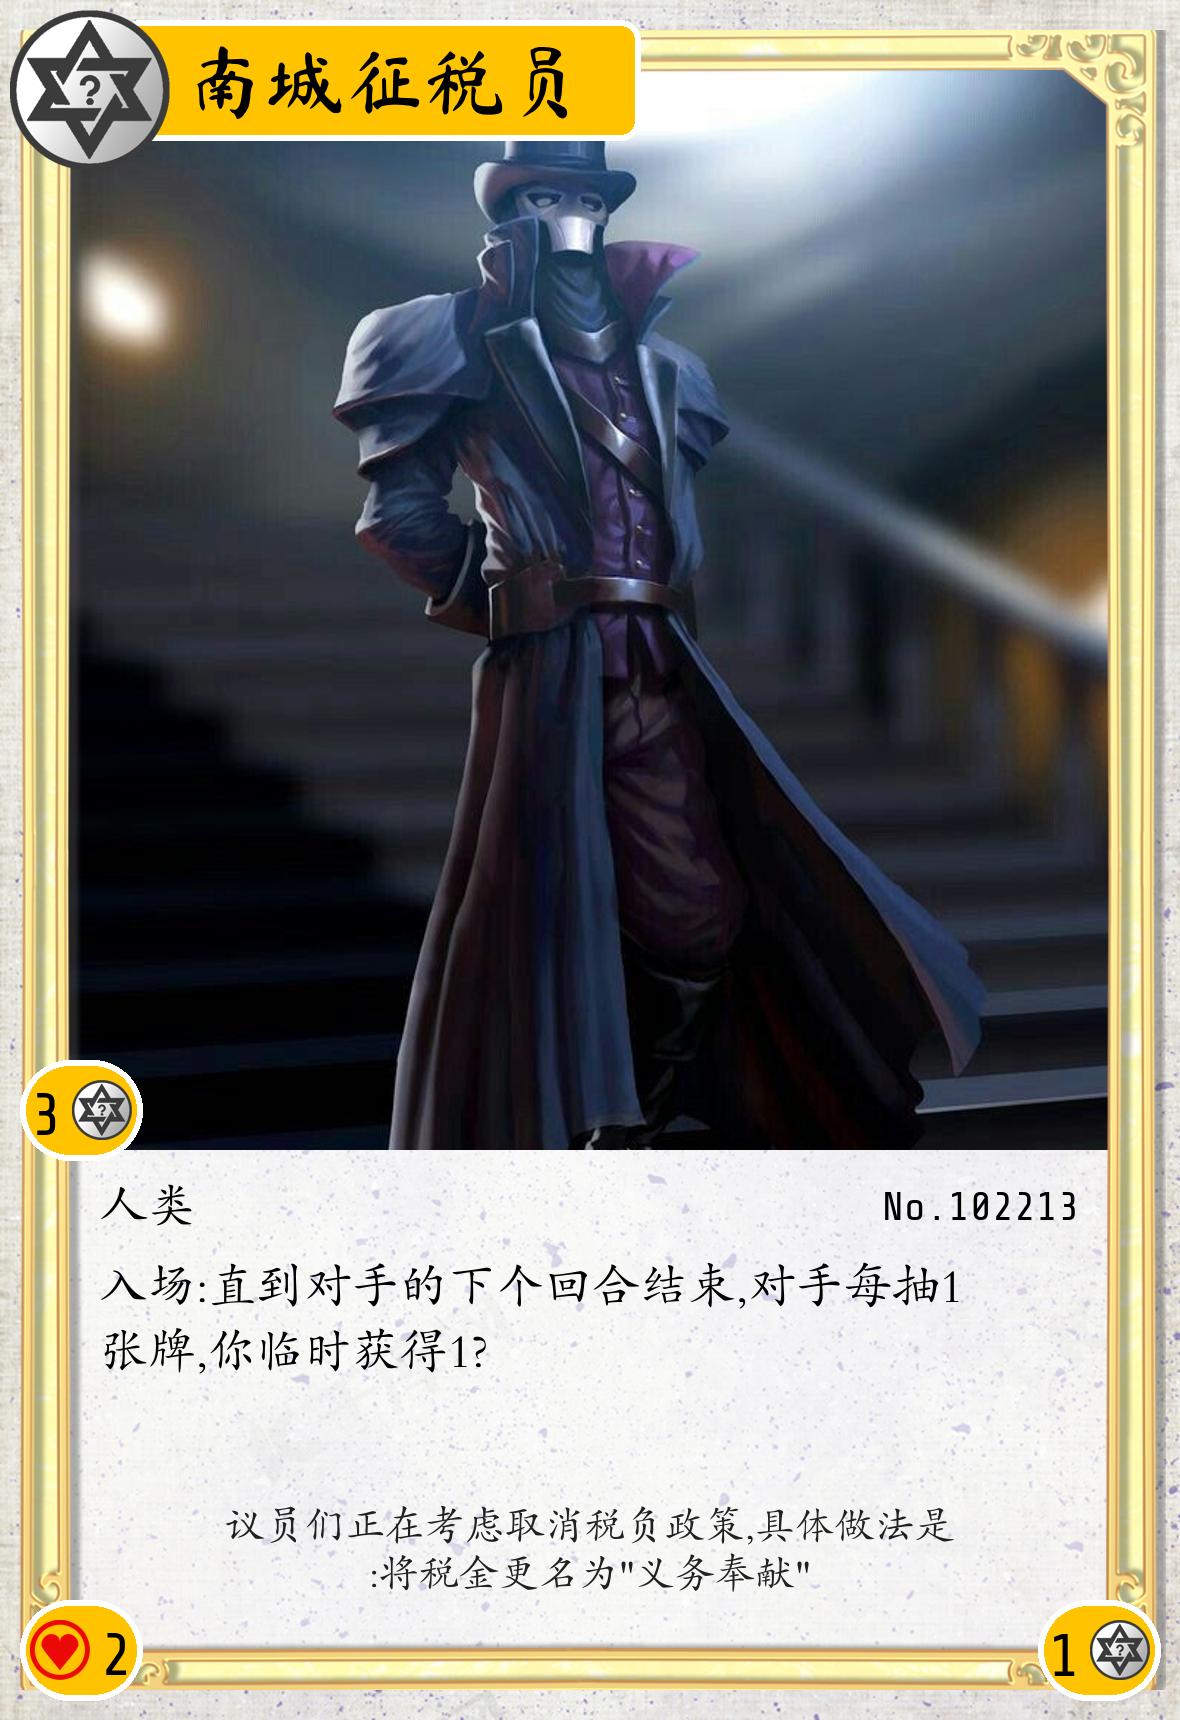 ?
南城征税员
3 ?
人类
No.102213
入场:直到对手的下个回合结束,对手每抽1
张牌,你临时获得1?
议员们正在考虑取消税负政策,具体做法是
:将税金更名为"义务奉献"
2
1 ?